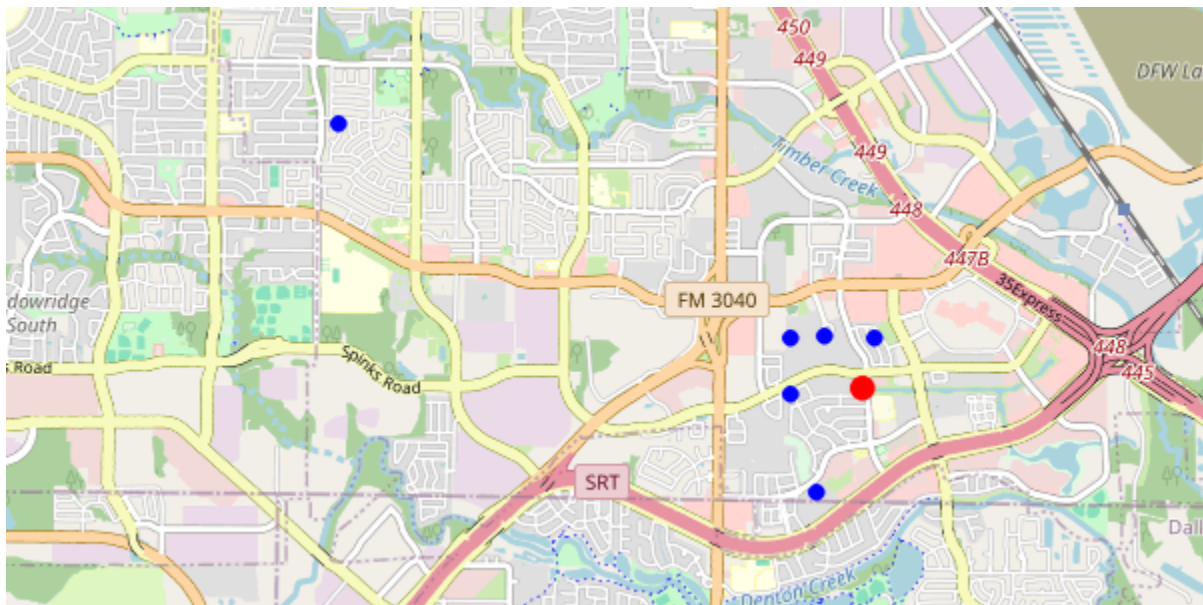 450
449
DFW La
Timber Creek
449
448
447B
35Express
dowridge
South
FM 3040
448
445
s Road
Spinks Road
SRT
Dall
Denton Creek